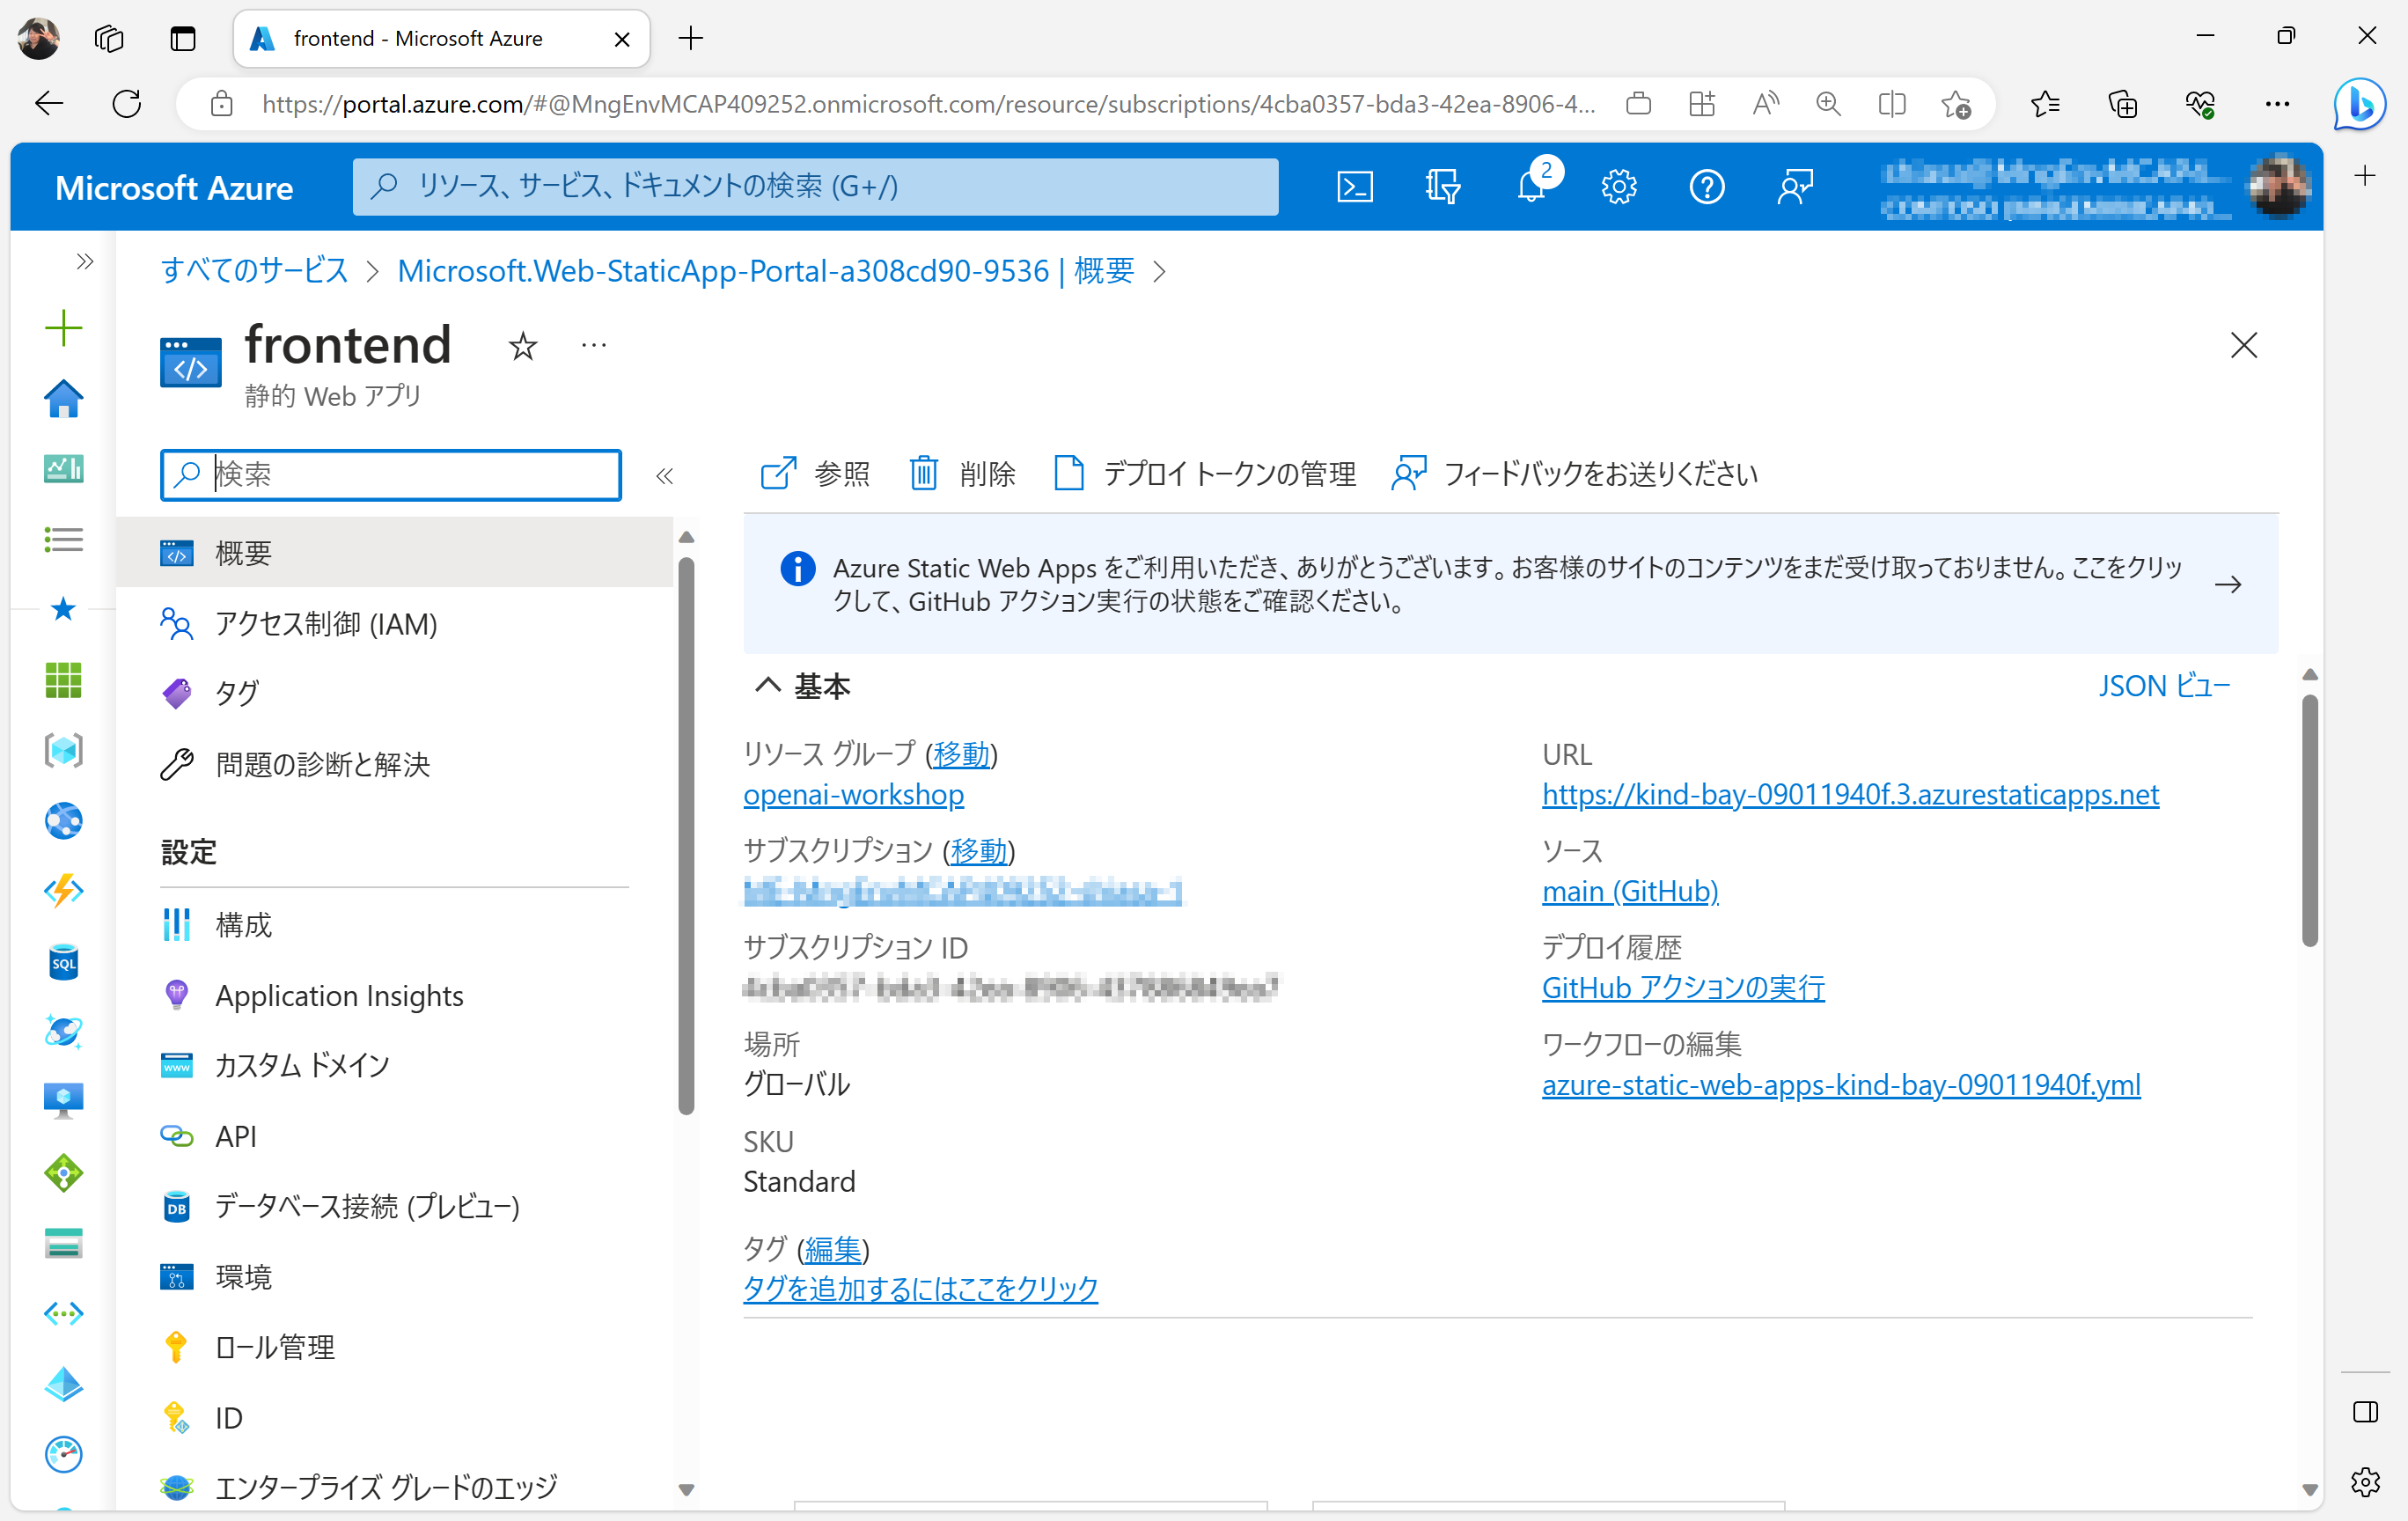 frontend - Microsoft Azure
https://portal.azure.com/#@MngEnvMCAP409252.onmicrosoft.com/resource/subscriptions/4cba0357-bda3-42ea-8906-4...
Microsoft Azure
リソース、サービス、ドキュメントの検索 (G+/)
2
すべてのサービス > Microsoft.Web-StaticApp-Portal-a308cd90-9536 | 概要 >
frontend
静的 Web アプリ
検索
参照
削除
デプロイ トークンの管理
フィードバックをお送りください
概要
アクセス制御 (IAM)
タグ
問題の診断と解決
設定
構成
Application Insights
カスタム ドメイン
API
データベース接続 (プレビュー)
環境
ロール管理
ID
エンタープライズ グレードのエッジ
Azure Static Web Apps をご利用いただき、ありがとうございます。お客様のサイトのコンテンツをまだ受け取っておりません。ここをクリッ
クして、GitHub アクション実行の状態をご確認ください。
基本
JSON ビュー
リソース グループ (移動)
openai-workshop
サブスクリプション (移動)
サブスクリプション ID
場所
グローバル
SKU
Standard
タグ (編集)
タグを追加するにはここをクリック
URL
https://kind-bay-09011940f.3.azurestaticapps.net
ソース
main (GitHub)
デプロイ履歴
GitHub アクションの実行
ワークフローの編集
azure-static-web-apps-kind-bay-09011940f.yml